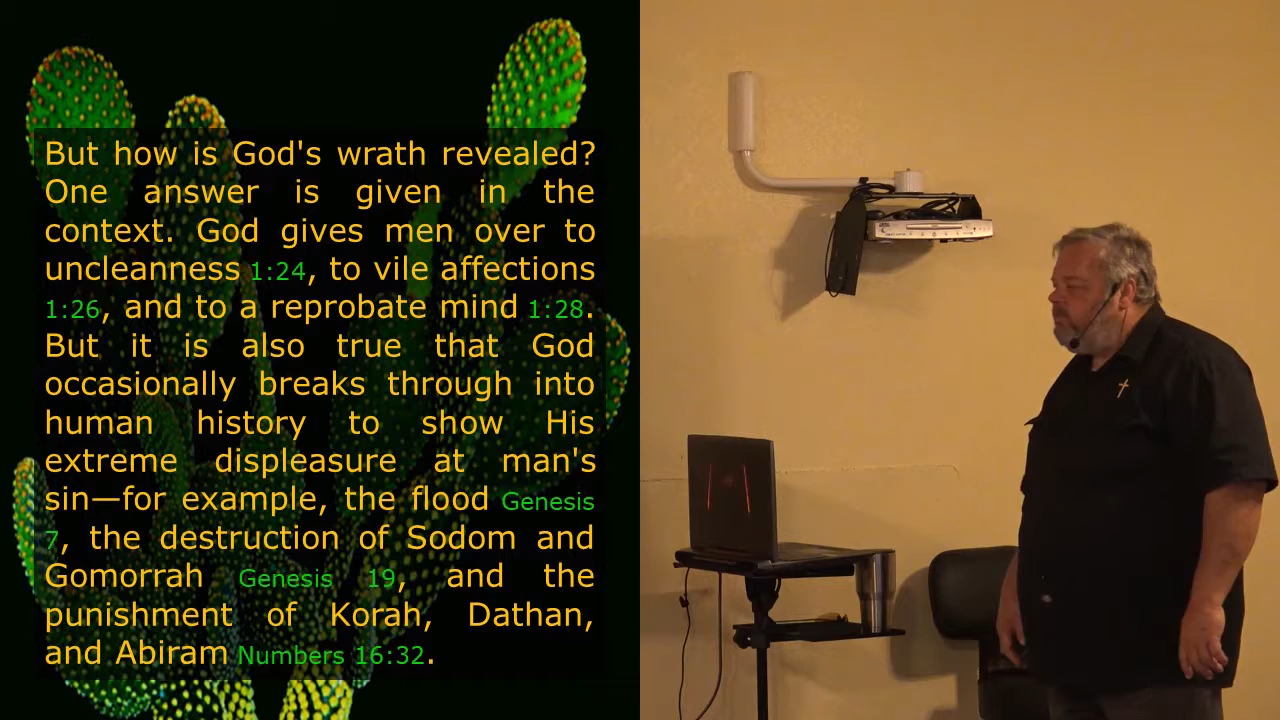 But how is God's wrath revealed?
One answer is given in the
context. God gives men over to
uncleanness 1:24, to vile affections
1:26, and to a reprobate mind 1:28.
But it is also true that God
occasionally breaks through into
human history to show His
extreme displeasure at man's
sin—for example, the flood Genesis
7, the destruction of Sodom and
Gomorrah Genesis 19, and the
punishment of Korah, Dathan,
and Abiram Numbers 16:32.